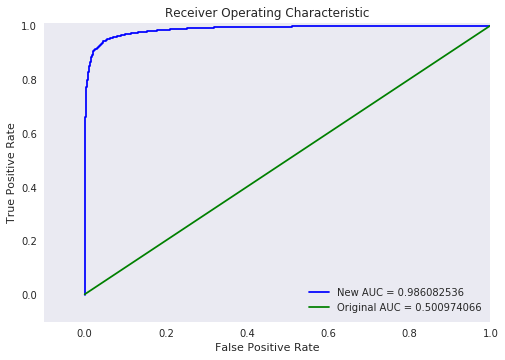 Receiver Operating Characteristic
True Positive Rate
1.0
0.8
0.6
0.4
0.2
0.0
New AUC = 0.986082536
Original AUC = 0.500974066
0.0 0.2 0.4 0.6 0.8 1.0
False Positive Rate